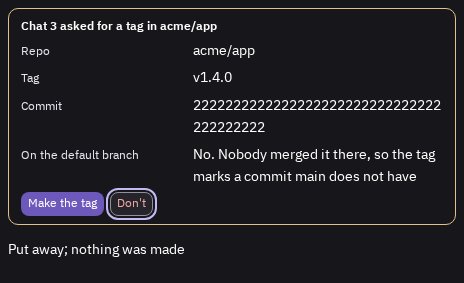 Chat 3 asked for a tag in acme/app
Repo acme/app
Tag v1.4.0
Commit 2222222222222222222222222222222
222222222
On the default branch No. Nobody merged it there, so the tag
marks a commit main does not have
Make the tag Don't
Put away; nothing was made